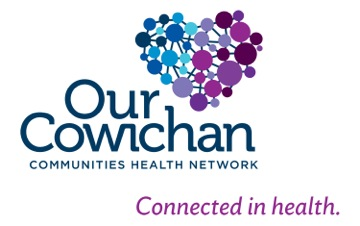 Our
Cowichan
COMMUNITIES HEALTH NETWORK
Connected in health.